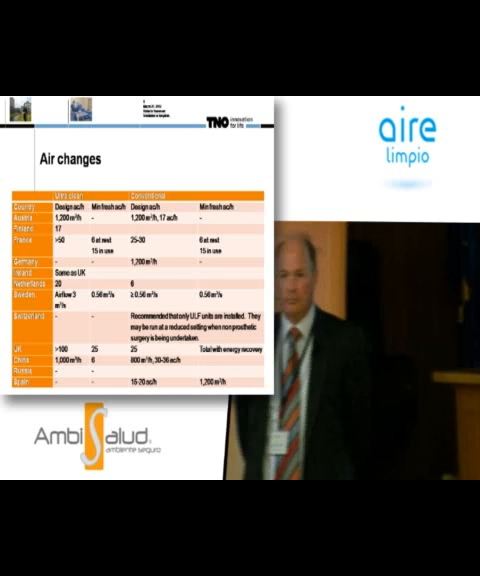 TNO innovation
for life
aire
limpio
Air changes
Ultra clean Conventional
Country Design ac/h Min fresh ac/h Design ac/h Min fresh ac/h
Austria 1,200 m³/h - 1,200 m³/h, 17 ac/h -
Finland 17
France >50 6 at rest 25-30 6 at rest
15 in use 15 in use
Germany - - 1,200 m³/h -
Ireland Same as UK
Netherlands 20 6
Sweden Airflow 3 0.56 m³/s ≥ 0.56 m³/s 0.56 m³/s
m³/s
Switzerland - - Recommended that only ULF units are installed. They
may run at a reduced setting when non prosthetic
surgery is being undertaken.
UK >100 25 25 Total with energy recovery
China 1,000 m³/h 6 800 m³/h, 30-36 ac/h
Russia - -
Spain - - 15-20 ac/h 1,200 m³/h
AmbiSalud®
ambiente seguro